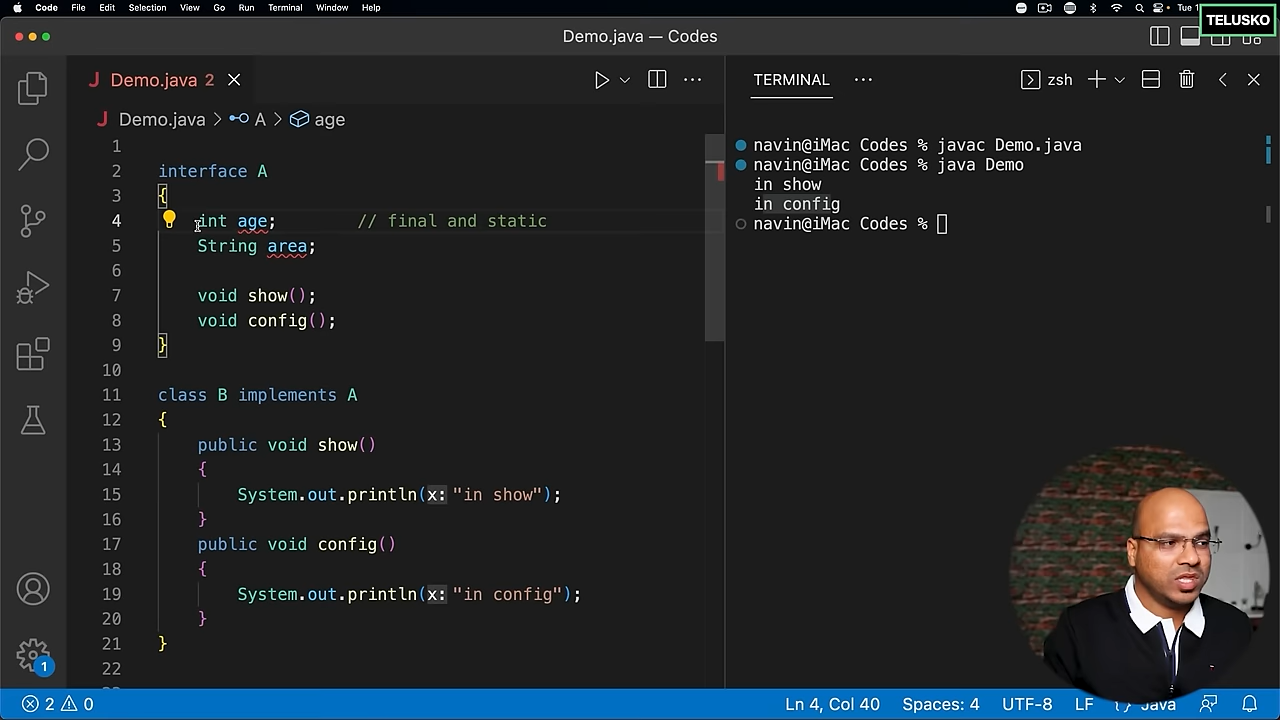 Code File Edit Selection View Go Run Terminal Window Help
Tue 1
TELUSKO
Demo.java — Codes
Demo.java 2
TERMINAL
zsh
Demo.java > A > age
1
2 interface A
3 {
4 int age; // final and static
5 String area;
6
7 void show();
8 void config();
9 }
10
11 class B implements A
12 {
13 public void show()
14 {
15 System.out.println(x:"in show");
16 }
17 public void config()
18 {
19 System.out.println(x:"in config");
20 }
21 }
22
navin@iMac Codes % javac Demo.java
navin@iMac Codes % java Demo
in show
in config
navin@iMac Codes %
1
2 0
Ln 4, Col 40 Spaces: 4 UTF-8 LF Java